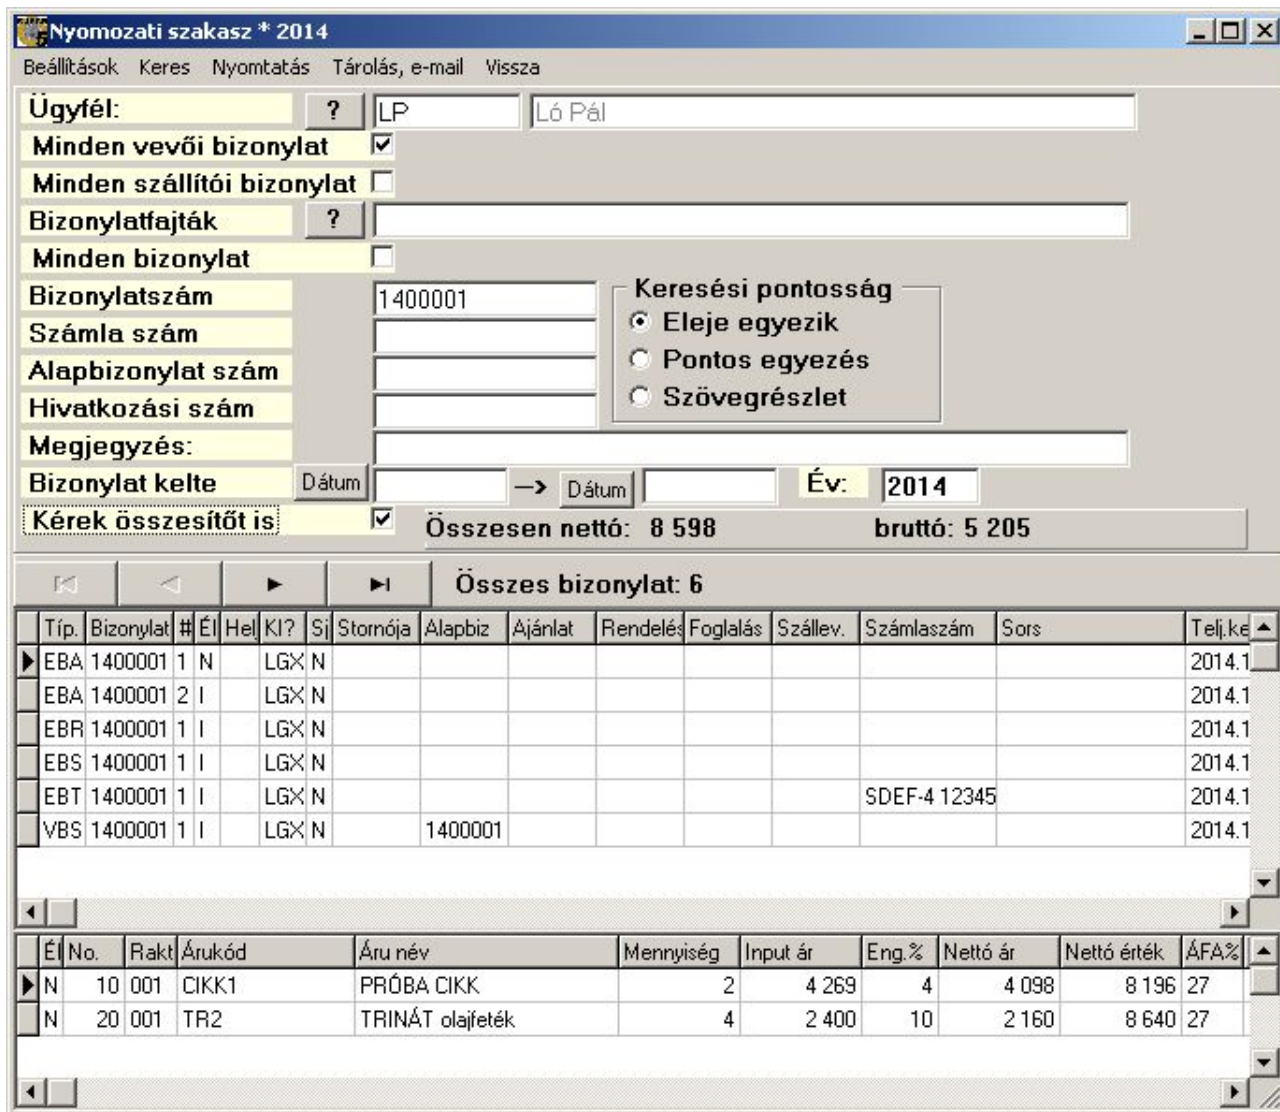 Nyomozati szakasz * 2014
Beállítások Keres Nyomtatás Tárolás, e-mail Vissza
Ügyfél: ? LP Ló Pál
Minden vevői bizonylat
Minden szállítói bizonylat
Bizonylatfajták ?
Minden bizonylat
Bizonylatszám 1400001 Keresési pontosság
Számla szám Eleje egyezik
Alapbizonylat szám Pontos egyezés
Hivatkozási szám Szövegrészlet
Megjegyzés:
Bizonylat kelte Dátum --> Dátum Év: 2014
Kérek összesítőt is Összesen nettó: 8 598 bruttó: 5 205
Összes bizonylat: 6
Típ. Bizonylat # Él Hel KI? Stornója Alapbiz Ajánlat Rendelés Foglalás Szállev. Számlaszám Sors Telj.ke
EBA 1400001 1 N LGX N 2014.1
EBA 1400001 2 I LGX N 2014.1
EBR 1400001 1 I LGX N 2014.1
EBS 1400001 1 I LGX N 2014.1
EBT 1400001 1 I LGX N SDEF-4 12345 2014.1
VBS 1400001 1 I LGX N 1400001 2014.1
Él No. Rakt Árukód Áru név Mennyiség Input ár Eng.% Nettó ár Nettó érték ÁFA%
N 10 001 CIKK1 PRÓBA CIKK 2 4 269 4 4 098 8 196 27
N 20 001 TR2 TRINÁT olajfeték 4 2 400 10 2 160 8 640 27